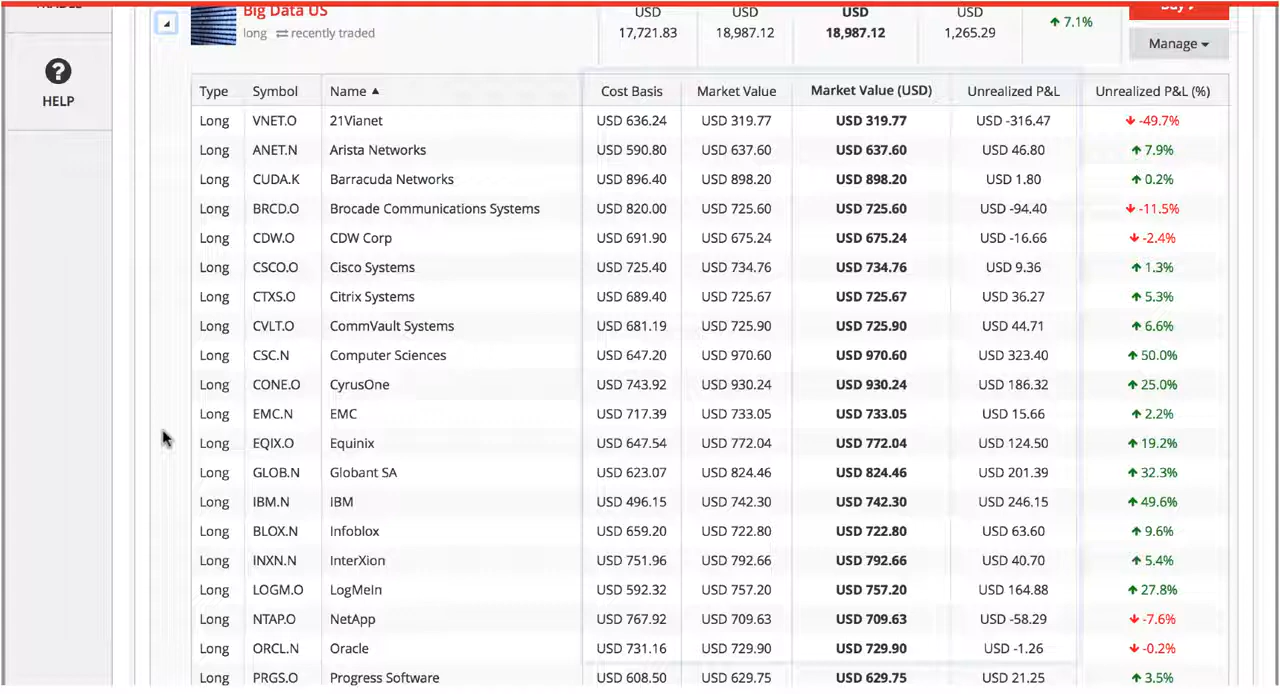 Big Data US
long recently traded
USD 17,721.83 USD 18,987.12 USD 18,987.12 USD 1,265.29 7.1%
Manage
HELP
Type Symbol Name Cost Basis Market Value Market Value (USD) Unrealized P&L Unrealized P&L (%)
Long VNET.O 21Vianet USD 636.24 USD 319.77 USD 319.77 USD -316.47 -49.7%
Long ANET.N Arista Networks USD 590.80 USD 637.60 USD 637.60 USD 46.80 7.9%
Long CUDA.K Barracuda Networks USD 896.40 USD 898.20 USD 898.20 USD 1.80 0.2%
Long BRCD.O Brocade Communications Systems USD 820.00 USD 725.60 USD 725.60 USD -94.40 -11.5%
Long CDW.O CDW Corp USD 691.90 USD 675.24 USD 675.24 USD -16.66 -2.4%
Long CSCO.O Cisco Systems USD 725.40 USD 734.76 USD 734.76 USD 9.36 1.3%
Long CTXS.O Citrix Systems USD 689.40 USD 725.67 USD 725.67 USD 36.27 5.3%
Long CVLT.O CommVault Systems USD 681.19 USD 725.90 USD 725.90 USD 44.71 6.6%
Long CSC.N Computer Sciences USD 647.20 USD 970.60 USD 970.60 USD 323.40 50.0%
Long CONE.O CyrusOne USD 743.92 USD 930.24 USD 930.24 USD 186.32 25.0%
Long EMC.N EMC USD 717.39 USD 733.05 USD 733.05 USD 15.66 2.2%
Long EQIX.O Equinix USD 647.54 USD 772.04 USD 772.04 USD 124.50 19.2%
Long GLOB.N Globant SA USD 623.07 USD 824.46 USD 824.46 USD 201.39 32.3%
Long IBM.N IBM USD 496.15 USD 742.30 USD 742.30 USD 246.15 49.6%
Long BLOX.N Infoblox USD 659.20 USD 722.80 USD 722.80 USD 63.60 9.6%
Long INXN.N InterXion USD 751.96 USD 792.66 USD 792.66 USD 40.70 5.4%
Long LOGM.O LogMeIn USD 592.32 USD 757.20 USD 757.20 USD 164.88 27.8%
Long NTAP.O NetApp USD 767.92 USD 709.63 USD 709.63 USD -58.29 -7.6%
Long ORCL.N Oracle USD 731.16 USD 729.90 USD 729.90 USD -1.26 -0.2%
Long PRGS.O Progress Software USD 608.50 USD 629.75 USD 629.75 USD 21.25 3.5%